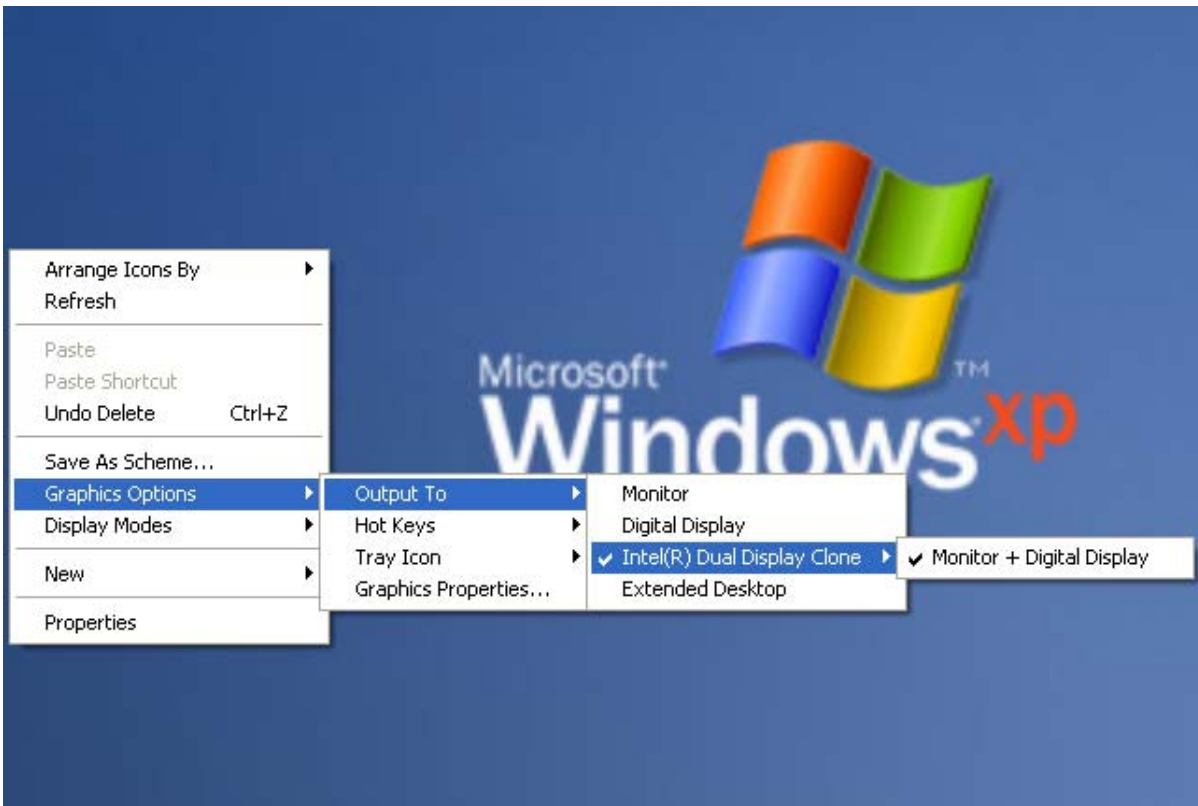 Arrange Icons By
Refresh
Paste
Paste Shortcut
Undo Delete Ctrl+Z
Save As Scheme...
Graphics Options
Display Modes
New
Properties
Output To
Hot Keys
Tray Icon
Graphics Properties...
Monitor
Digital Display
Intel(R) Dual Display Clone
Extended Desktop
Monitor + Digital Display
Microsoft®
Windows xp
TM